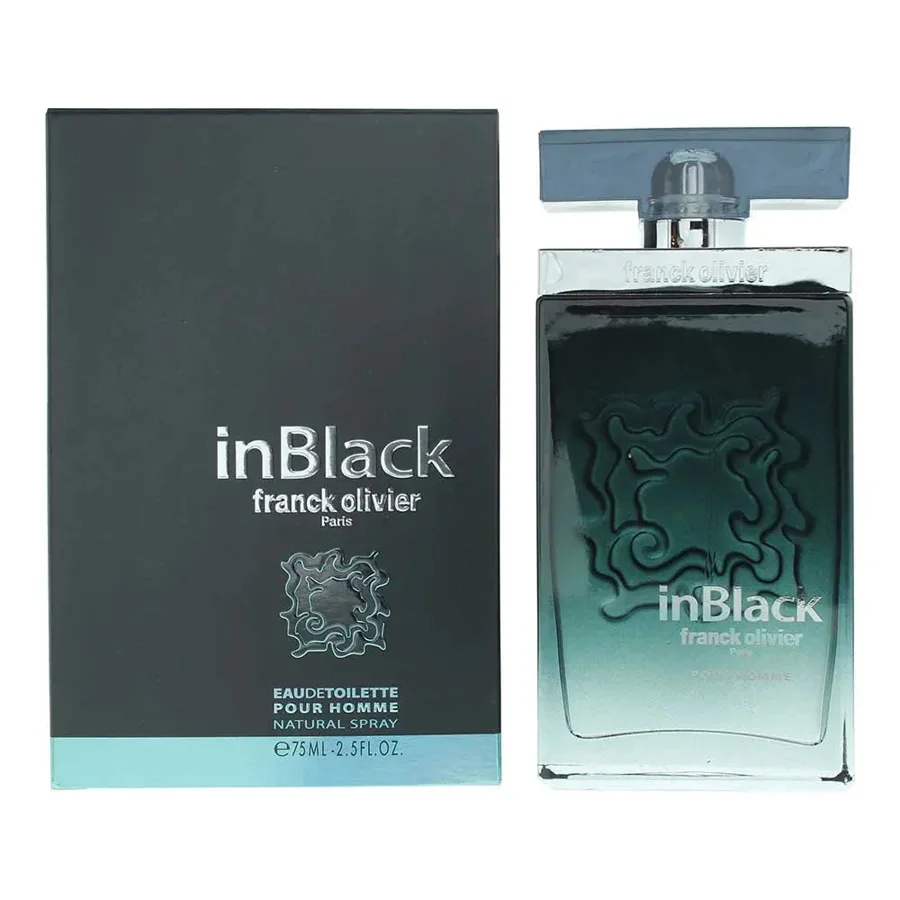 inBlack
franck olivier
Paris
EAUDETOILETTE
POUR HOMME
NATURAL SPRAY
e75ML-2.5FL.OZ.
franck olivier
inBlack
franck olivier
Paris
POUR HOMME